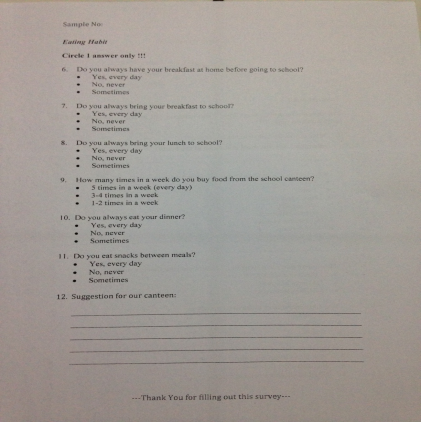 Sample No:
Eating Habit
Circle 1 answer only !!!
6. Do you always have your breakfast at home before going to school?
• Yes, every day
• No, never
• Sometimes
7. Do you always bring your breakfast to school?
• Yes, every day
• No, never
• Sometimes
8. Do you always bring your lunch to school?
• Yes, every day
• No, never
• Sometimes
9. How many times in a week do you buy food from the school canteen?
• 5 times in a week (every day)
• 3-4 times in a week
• 1-2 times in a week
10. Do you always eat your dinner?
• Yes, every day
• No, never
• Sometimes
11. Do you eat snacks between meals?
• Yes, every day
• No, never
• Sometimes
12. Suggestion for our canteen:
---Thank You for filling out this survey---